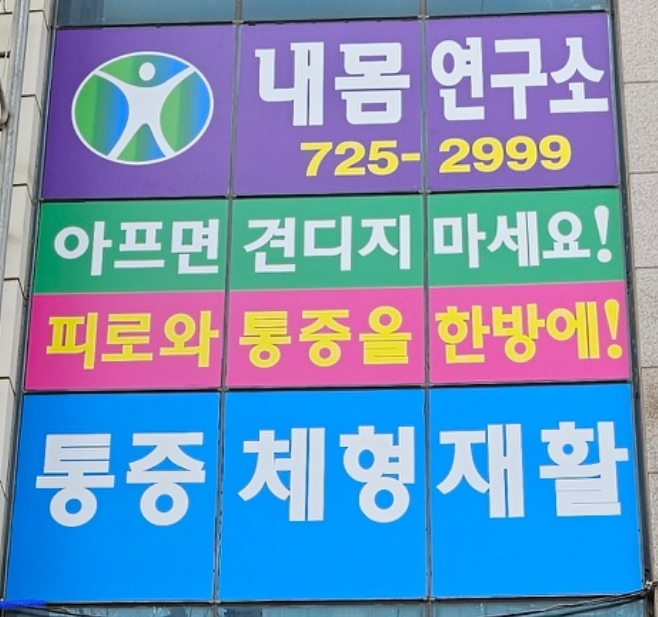 내몸 연구소
725-2999
아프면 견디지 마세요!
피로와 통증을 한방에!
통증 체형재활